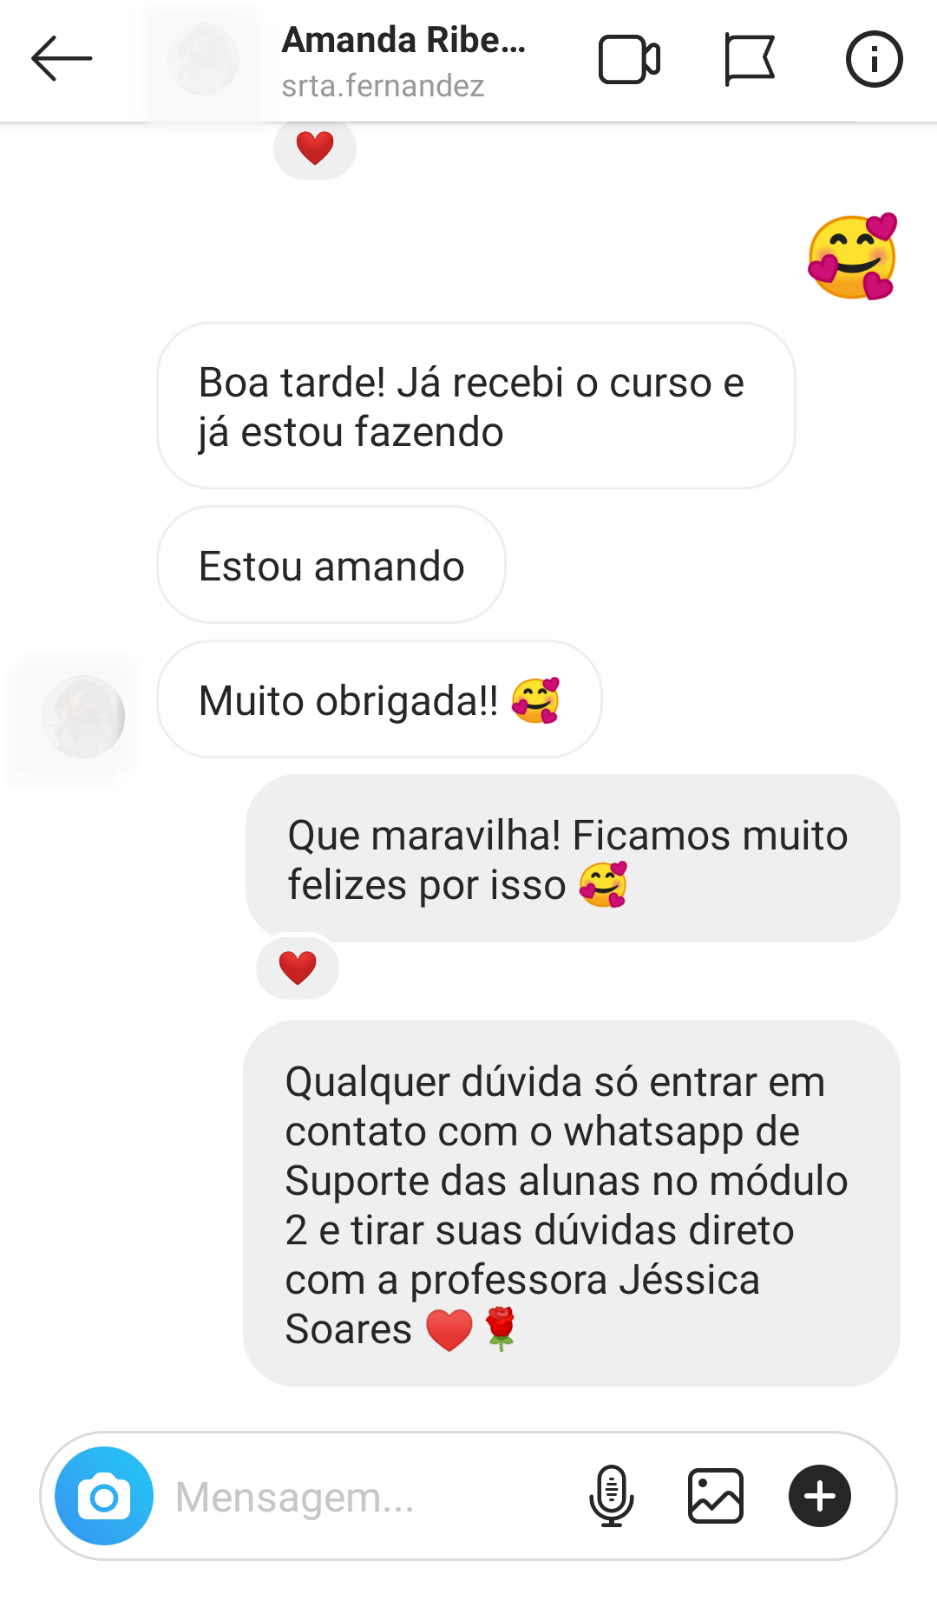 Amanda Ribe...
srta.fernandez
Boa tarde! Já recebi o curso e
já estou fazendo
Estou amando
Muito obrigada!! 🥰
Que maravilha! Ficamos muito
felizes por isso 🥰
Qualquer dúvida só entrar em
contato com o whatsapp de
Suporte das alunas no módulo
2 e tirar suas dúvidas direto
com a professora Jéssica
Soares ♥️🌹
Mensagem...